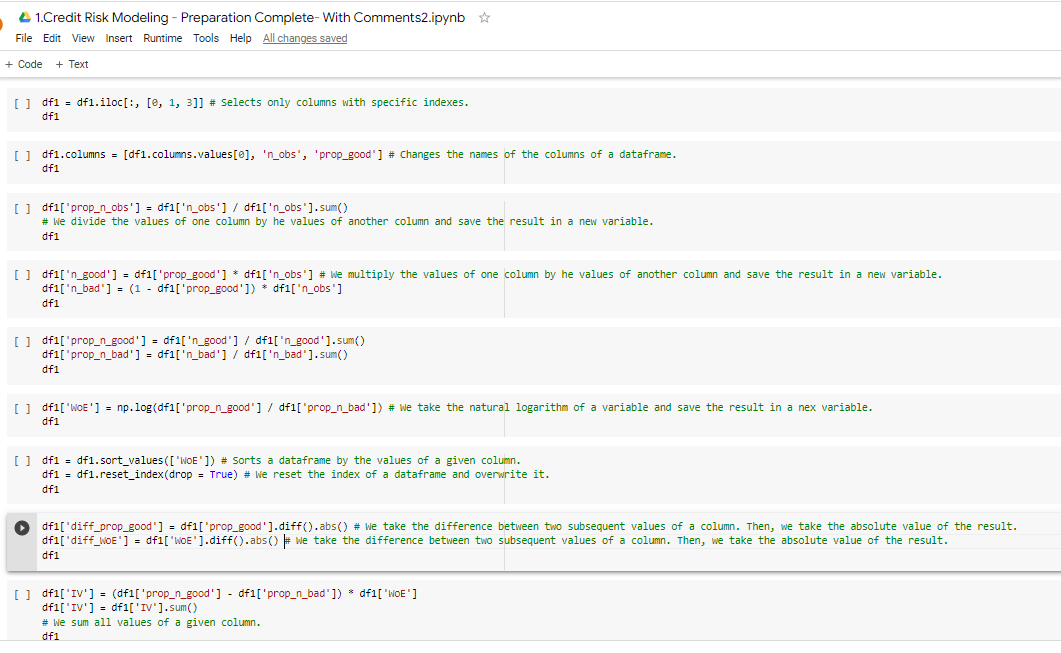 1.Credit Risk Modeling - Preparation Complete- With Comments2.ipynb
File Edit View Insert Runtime Tools Help All changes saved
+ Code + Text
[ ] df1 = df1.iloc[:, [0, 1, 3]] # Selects only columns with specific indexes.
df1
[ ] df1.columns = [df1.columns.values[0], 'n_obs', 'prop_good'] # Changes the names of the columns of a dataframe.
df1
[ ] df1['prop_n_obs'] = df1['n_obs'] / df1['n_obs'].sum()
# We divide the values of one column by he values of another column and save the result in a new variable.
df1
[ ] df1['n_good'] = df1['prop_good'] * df1['n_obs'] # We multiply the values of one column by he values of another column and save the result in a new variable.
df1['n_bad'] = (1 - df1['prop_good']) * df1['n_obs']
df1
[ ] df1['prop_n_good'] = df1['n_good'] / df1['n_good'].sum()
df1['prop_n_bad'] = df1['n_bad'] / df1['n_bad'].sum()
df1
[ ] df1['WoE'] = np.log(df1['prop_n_good'] / df1['prop_n_bad']) # We take the natural logarithm of a variable and save the result in a nex variable.
df1
[ ] df1 = df1.sort_values(['WoE']) # Sorts a dataframe by the values of a given column.
df1 = df1.reset_index(drop = True) # We reset the index of a dataframe and overwrite it.
df1
df1['diff_prop_good'] = df1['prop_good'].diff().abs() # We take the difference between two subsequent values of a column. Then, we take the absolute value of the result.
df1['diff_WoE'] = df1['WoE'].diff().abs() # We take the difference between two subsequent values of a column. Then, we take the absolute value of the result.
df1
[ ] df1['IV'] = (df1['prop_n_good'] - df1['prop_n_bad']) * df1['WoE']
df1['IV'] = df1['IV'].sum()
# We sum all values of a given column.
df1